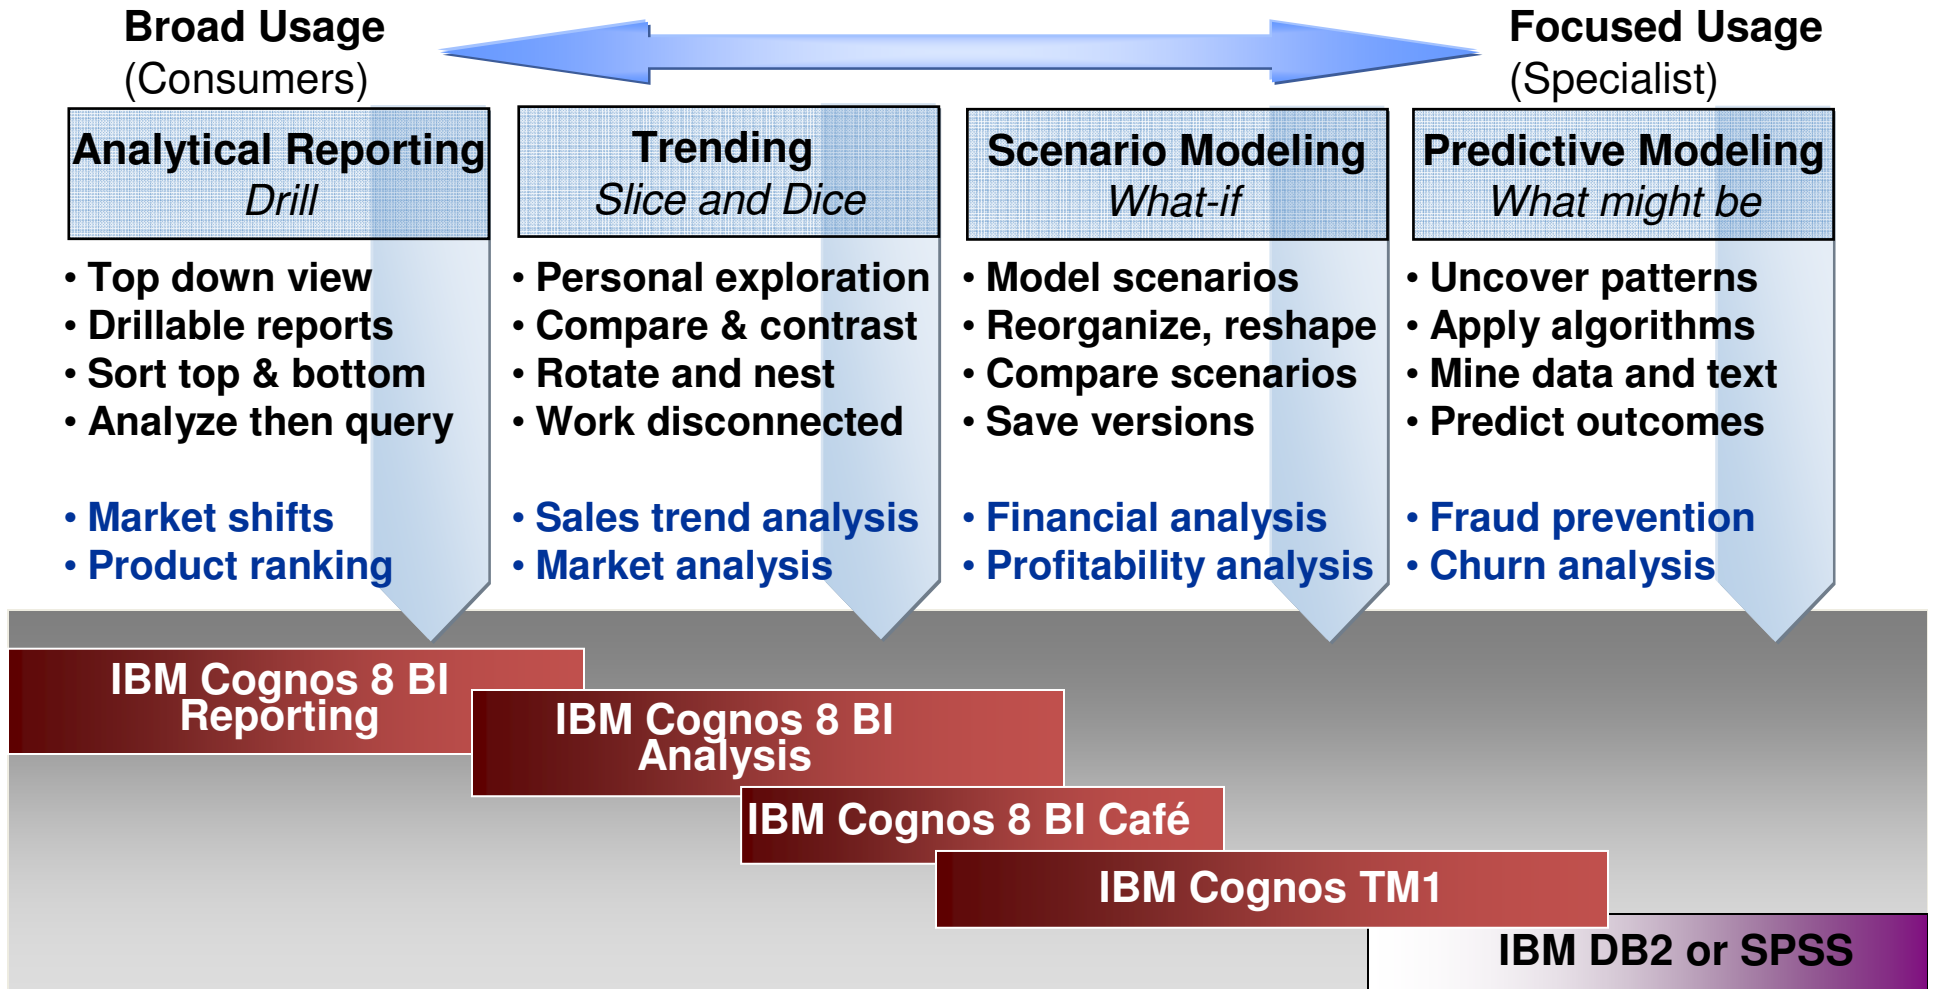 Broad Usage
(Consumers)
Focused Usage
(Specialist)
Analytical Reporting
Drill
• Top down view
• Drillable reports
• Sort top & bottom
• Analyze then query
• Market shifts
• Product ranking
Trending
Slice and Dice
• Personal exploration
• Compare & contrast
• Rotate and nest
• Work disconnected
• Sales trend analysis
• Market analysis
Scenario Modeling
What-if
• Model scenarios
• Reorganize, reshape
• Compare scenarios
• Save versions
• Financial analysis
• Profitability analysis
Predictive Modeling
What might be
• Uncover patterns
• Apply algorithms
• Mine data and text
• Predict outcomes
• Fraud prevention
• Churn analysis
IBM Cognos 8 BI
Reporting
IBM Cognos 8 BI
Analysis
IBM Cognos 8 BI Café
IBM Cognos TM1
IBM DB2 or SPSS